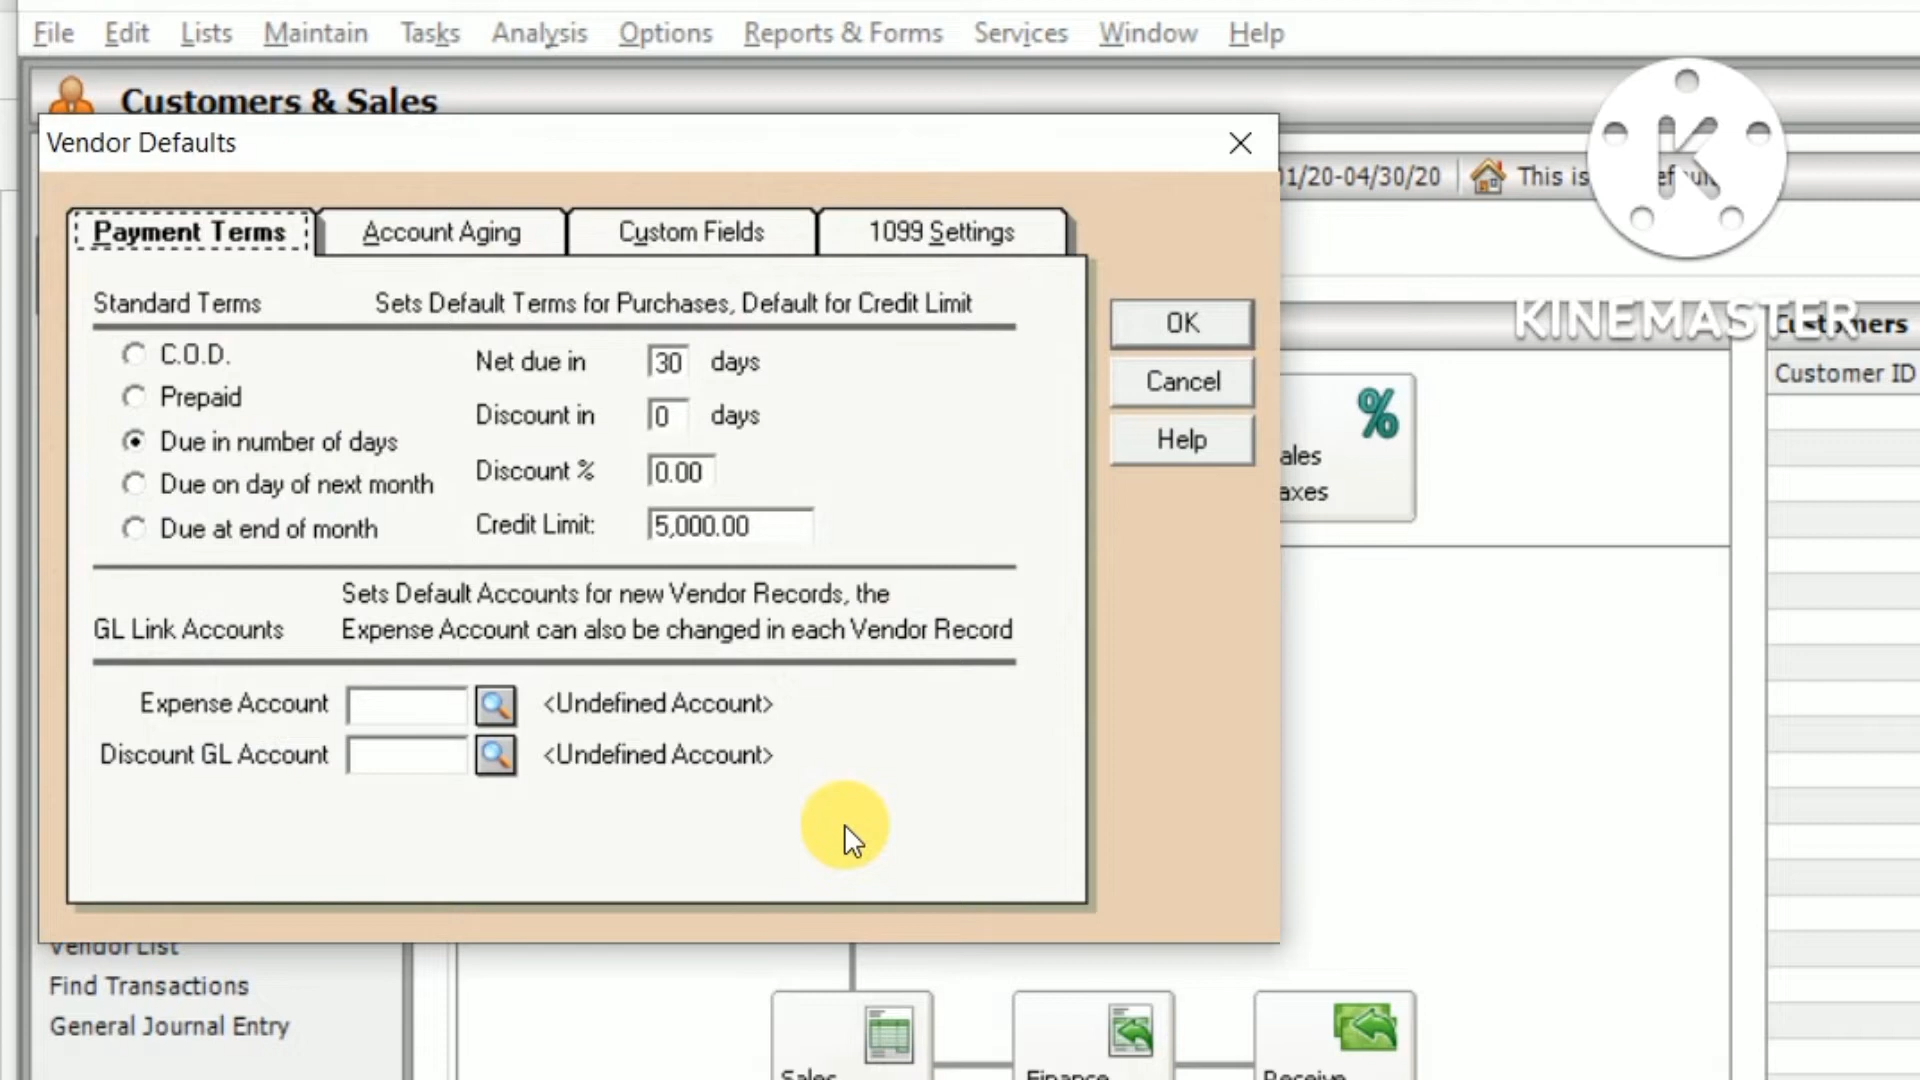 File Edit Lists Maintain Tasks Analysis Options Reports & Forms Services Window Help
Customers & Sales
Vendor Defaults
1/20-04/30/20
This is
Payment Terms
Account Aging
Custom Fields
1099 Settings
Standard Terms
Sets Default Terms for Purchases, Default for Credit Limit
C.O.D.
Prepaid
Due in number of days
Due on day of next month
Due at end of month
Net due in 30 days
Discount in 0 days
Discount % 0.00
Credit Limit: 5,000.00
OK
Cancel
Help
Sets Default Accounts for new Vendor Records, the
GL Link Accounts
Expense Account can also be changed in each Vendor Record
Expense Account <Undefined Account>
Discount GL Account <Undefined Account>
KINEMASTER
Customers
Customer ID
%
ales
axes
Vendor List
Find Transactions
General Journal Entry
Sales
Finance
Receive